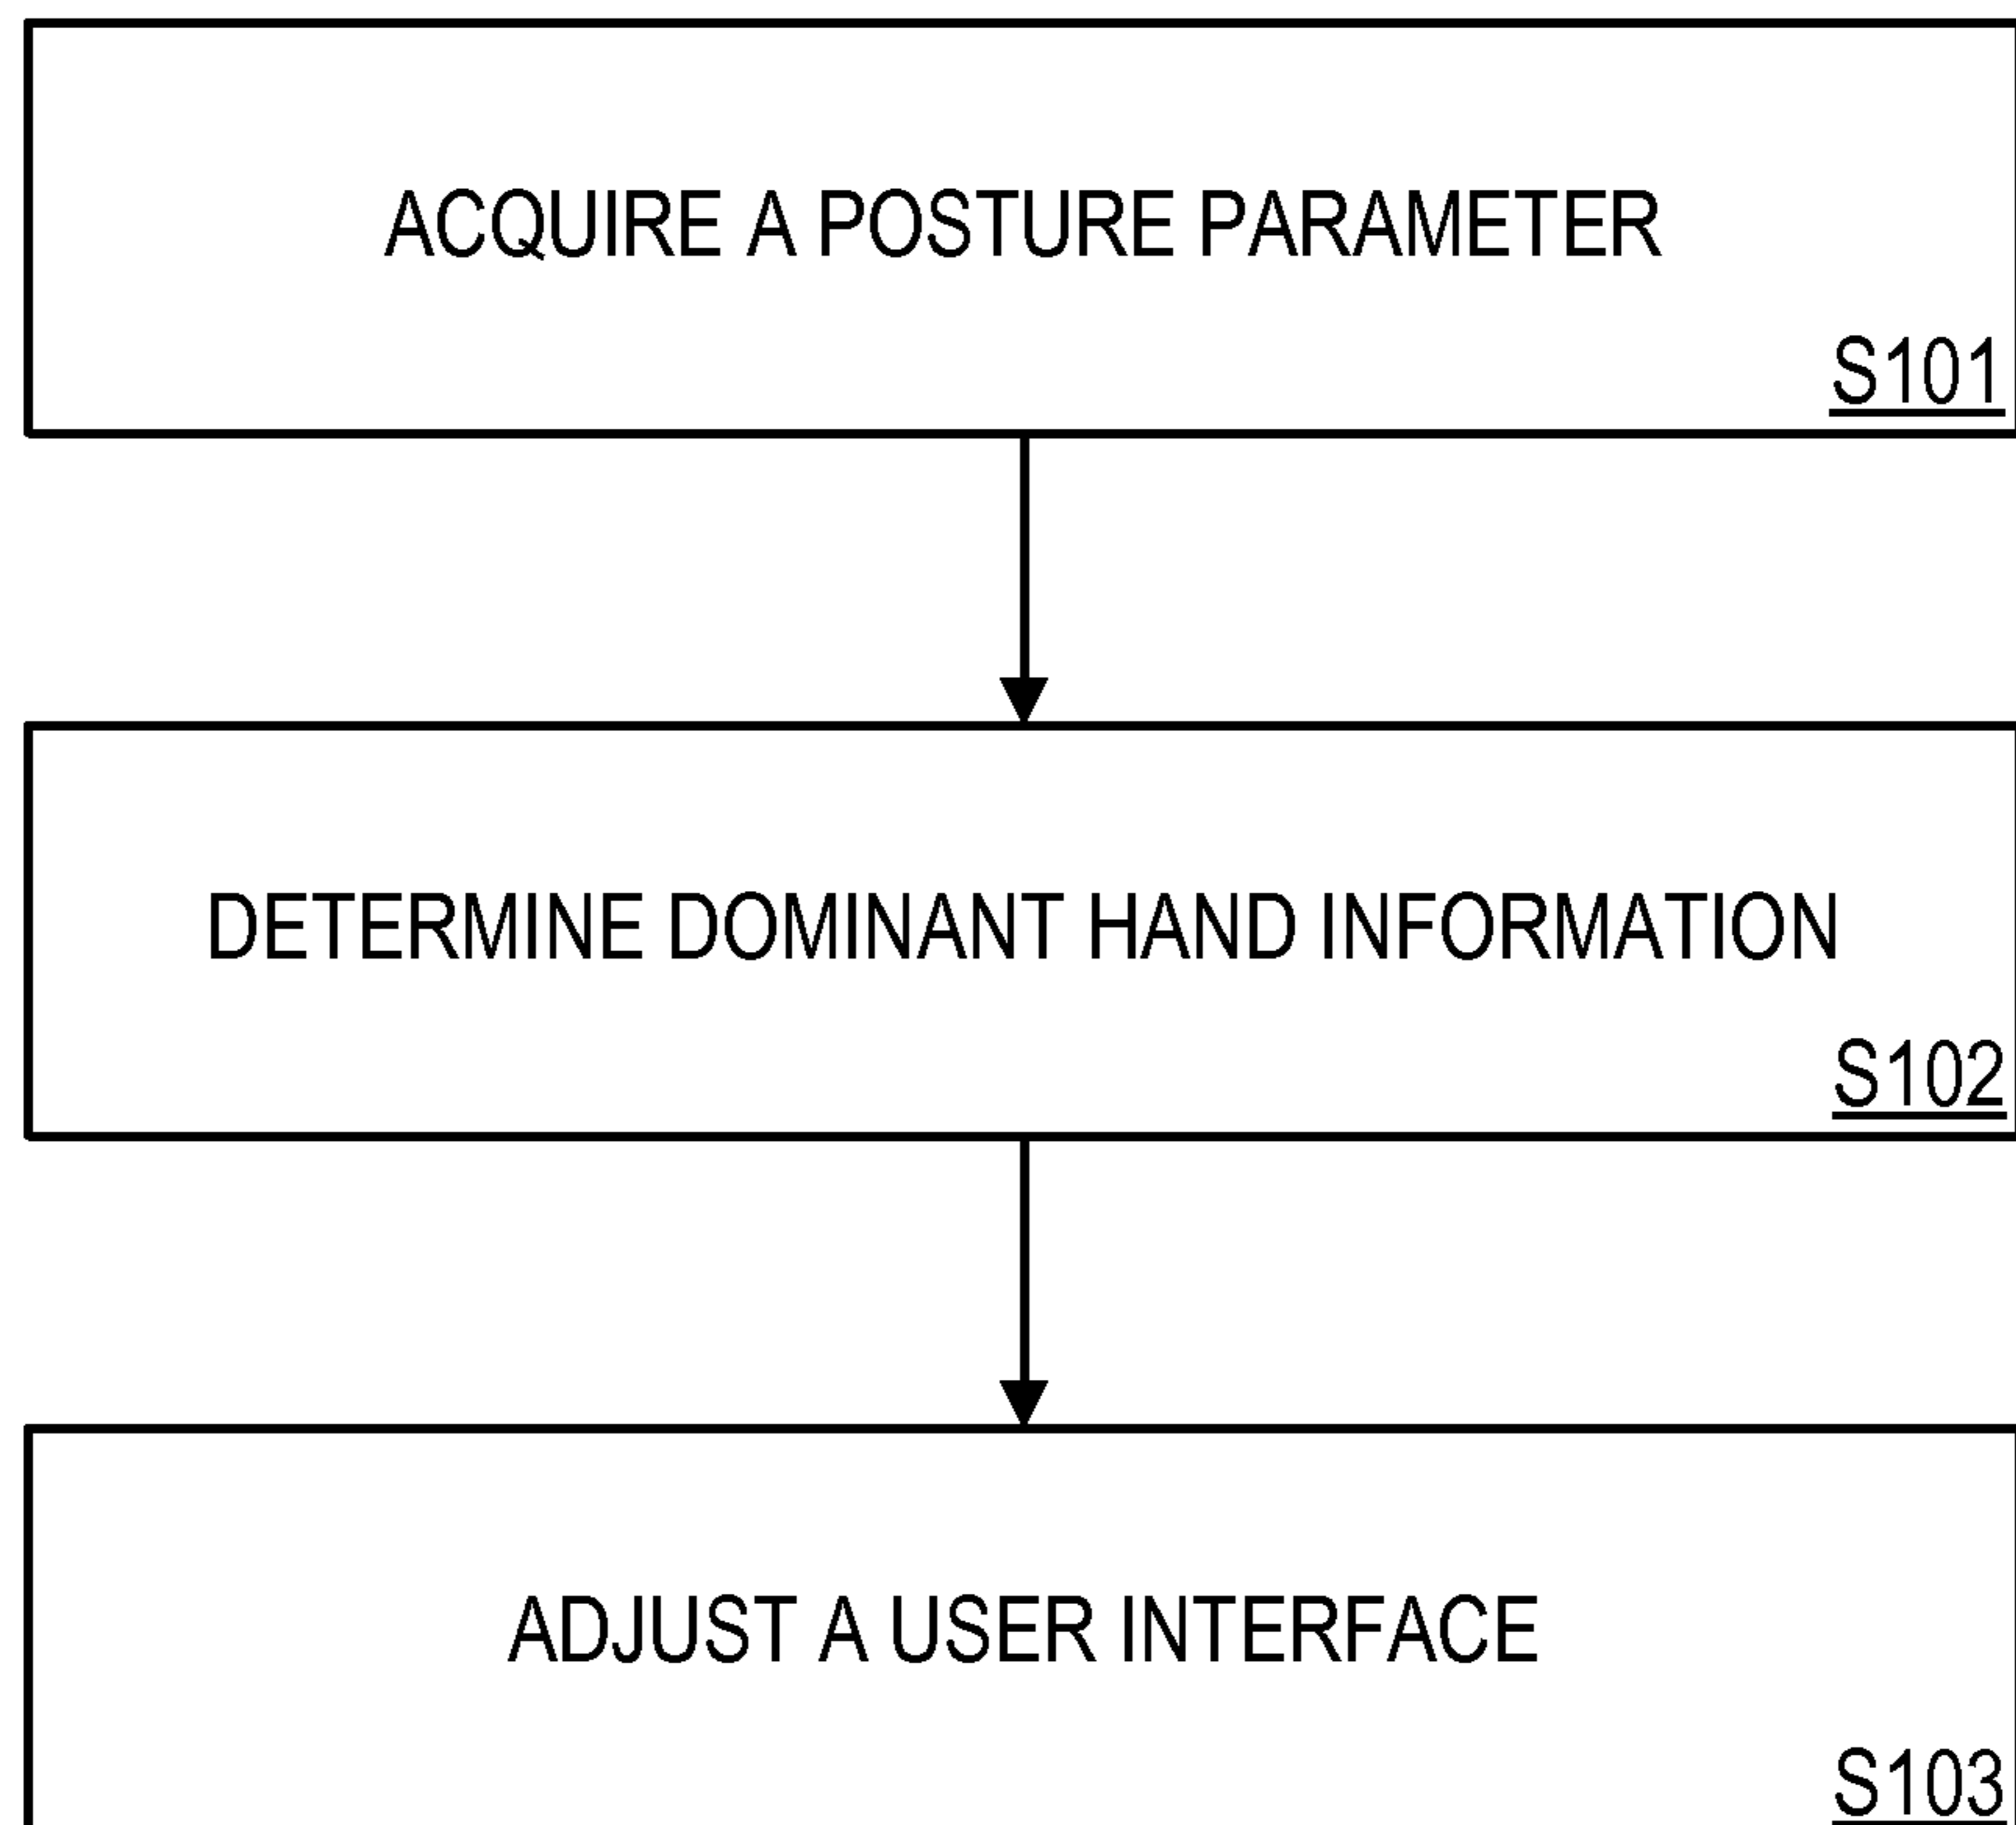 ACQUIRE A POSTURE PARAMETER
S101
DETERMINE DOMINANT HAND INFORMATION
S102
ADJUST A USER INTERFACE
S103